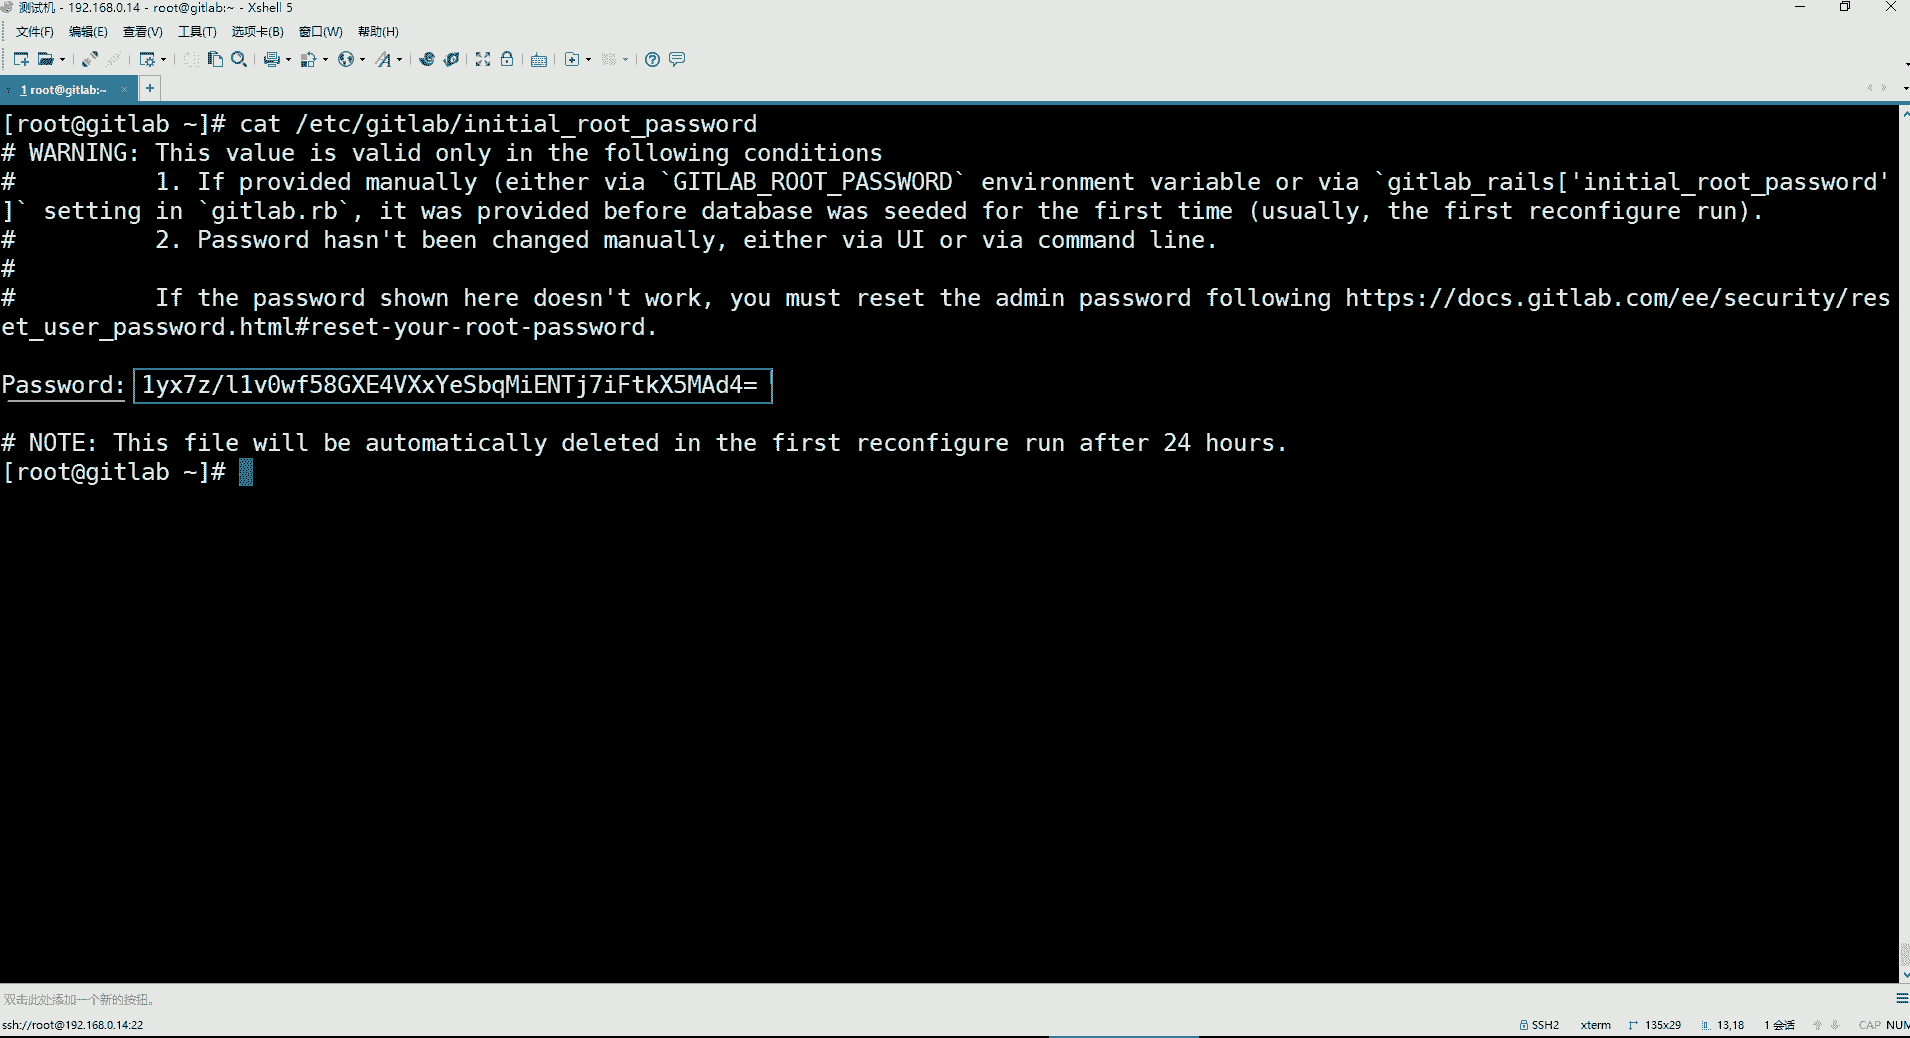 测试机 - 192.168.0.14 - root@gitlab:~ - Xshell 5
文件(F) 编辑(E) 查看(V) 工具(T) 选项卡(B) 窗口(W) 帮助(H)
1 root@gitlab:~ × +
[root@gitlab ~]# cat /etc/gitlab/initial_root_password
# WARNING: This value is valid only in the following conditions
#          1. If provided manually (either via `GITLAB_ROOT_PASSWORD` environment variable or via `gitlab_rails['initial_root_password'
]` setting in `gitlab.rb`, it was provided before database was seeded for the first time (usually, the first reconfigure run).
#          2. Password hasn't been changed manually, either via UI or via command line.
#
#          If the password shown here doesn't work, you must reset the admin password following https://docs.gitlab.com/ee/security/res
et_user_password.html#reset-your-root-password.
Password: 1yx7z/l1v0wf58GXE4VXxYeSbqMiENTj7iFtkX5MAd4=
# NOTE: This file will be automatically deleted in the first reconfigure run after 24 hours.
[root@gitlab ~]#
双击此处添加一个新的按钮。
ssh://root@192.168.0.14:22 SSH2 xterm 135x29 13,18 1 会话 CAP NUM